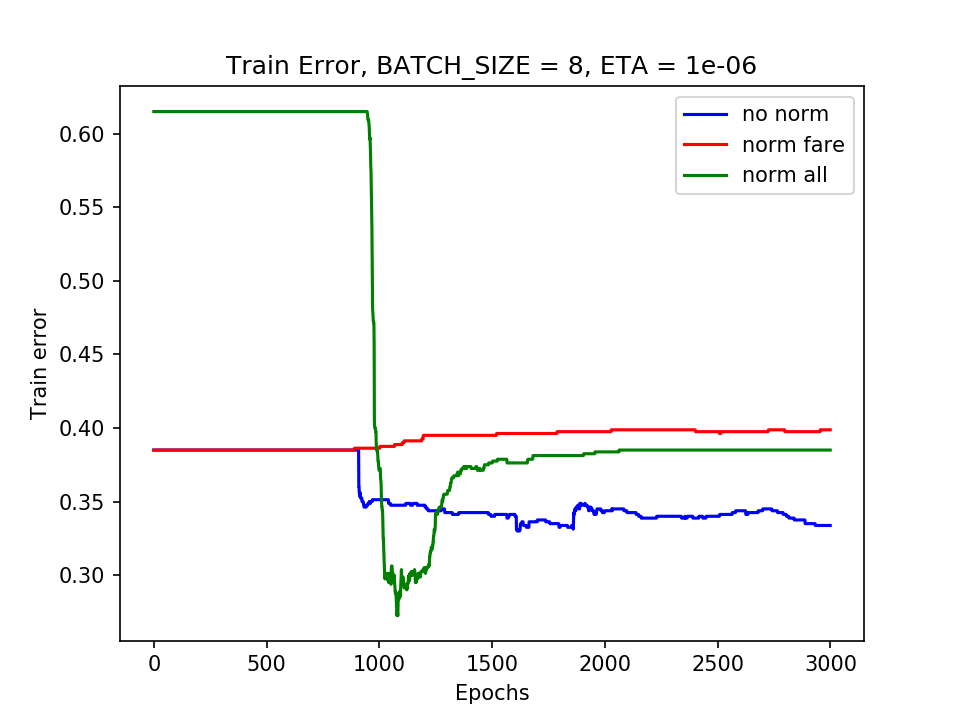 Train Error, BATCH_SIZE = 8, ETA = 1e-06
no norm
norm fare
norm all
Train error
0.60
0.55
0.50
0.45
0.40
0.35
0.30
0 500 1000 1500 2000 2500 3000
Epochs